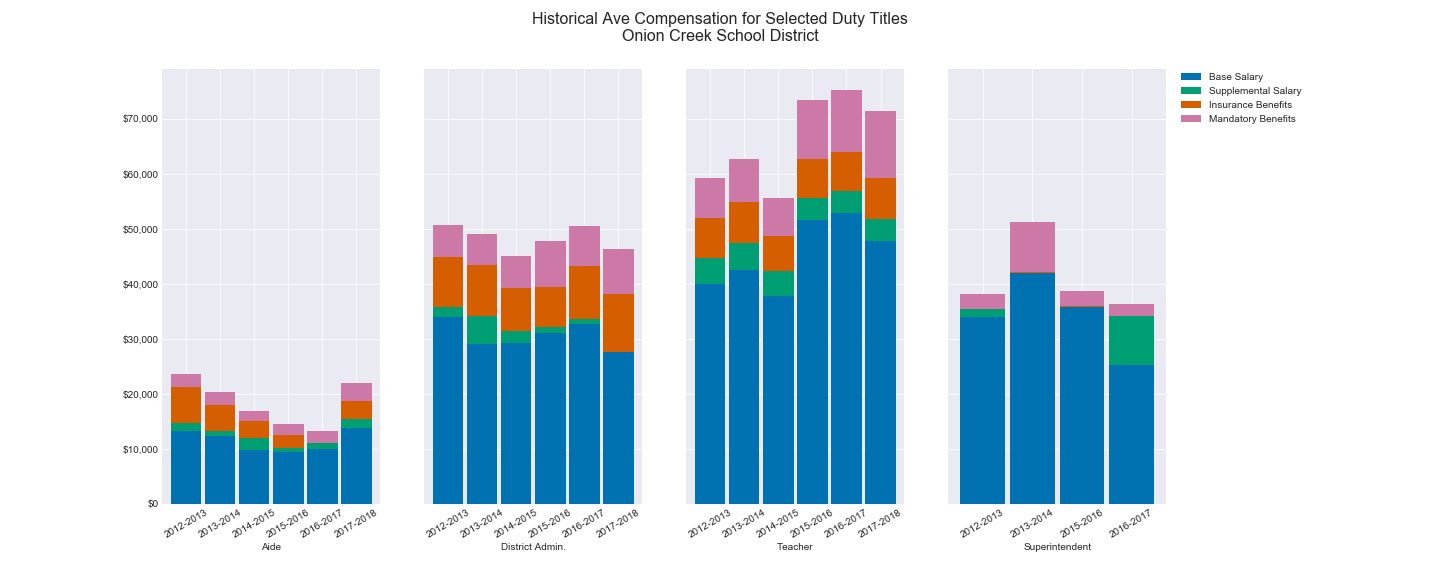 Historical Ave Compensation for Selected Duty Titles
Onion Creek School District
Base Salary
Supplemental Salary
Insurance Benefits
Mandatory Benefits
$70,000
$60,000
$50,000
$40,000
$30,000
$20,000
$10,000
$0
2012-2013 2013-2014 2014-2015 2015-2016 2016-2017 2017-2018
Aide
2012-2013 2013-2014 2014-2015 2015-2016 2016-2017 2017-2018
District Admin.
2012-2013 2013-2014 2014-2015 2015-2016 2016-2017 2017-2018
Teacher
2012-2013 2013-2014 2015-2016 2016-2017
Superintendent